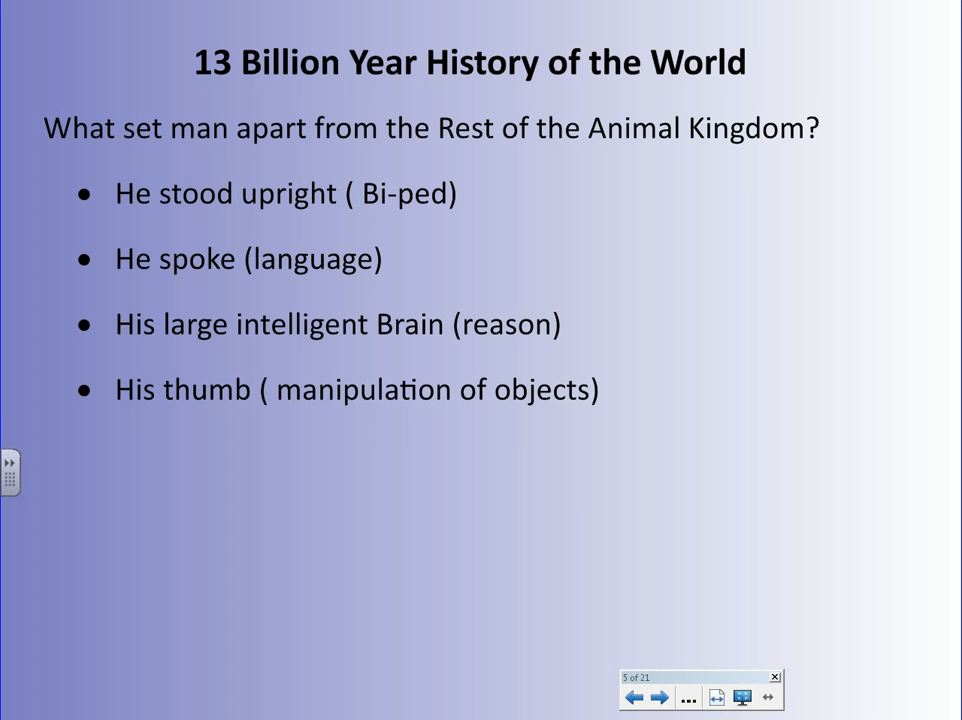 13 Billion Year History of the World
What set man apart from the Rest of the Animal Kingdom?
• He stood upright ( Bi-ped)
• He spoke (language)
• His large intelligent Brain (reason)
• His thumb ( manipulation of objects)
5 of 21